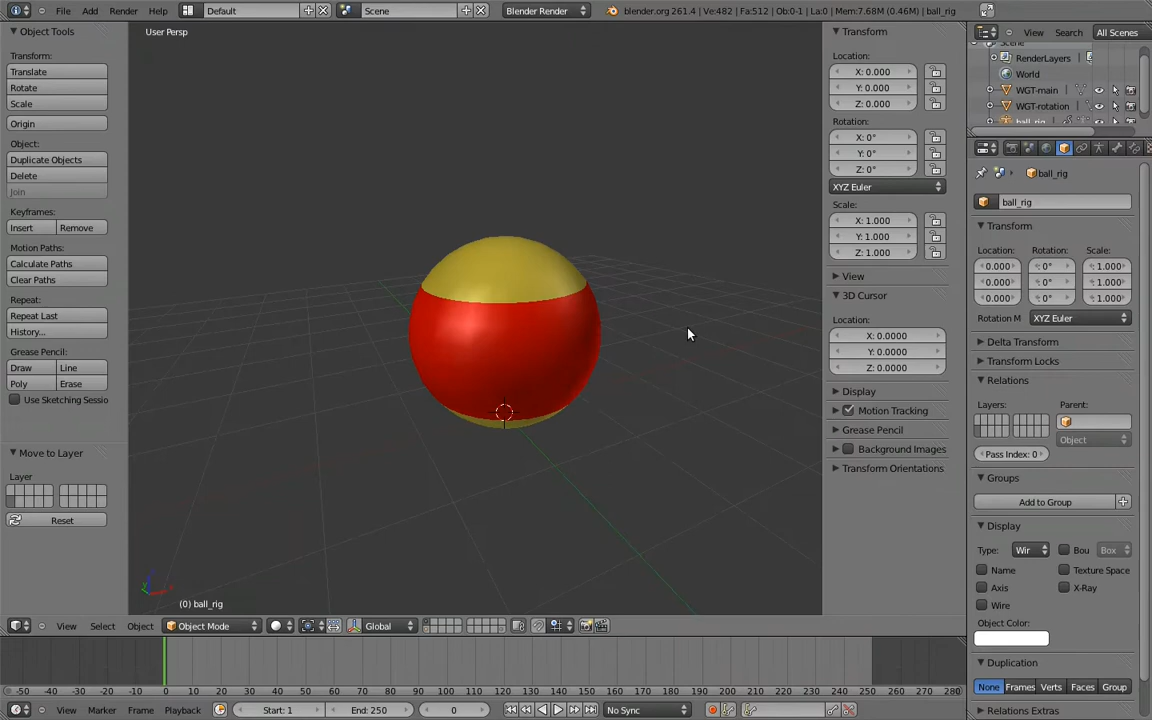 File Add Render Help Default Scene Blender Render blender.org 261.4 | Ve:482 | Fa:512 | Ob:0-1 | La:0 | Mem:7.68M (0.46M) | ball_rig
Object Tools
Transform:
Translate
Rotate
Scale
Origin
Object:
Duplicate Objects
Delete
Join
Keyframes:
Insert Remove
Motion Paths:
Calculate Paths
Clear Paths
Repeat:
Repeat Last
History...
Grease Pencil:
Draw Line
Poly Erase
Use Sketching Sessio
Move to Layer
Layer
Reset
User Persp
(0) ball_rig
Transform
Location:
X: 0.000
Y: 0.000
Z: 0.000
Rotation:
X: 0°
Y: 0°
Z: 0°
XYZ Euler
Scale:
X: 1.000
Y: 1.000
Z: 1.000
View
3D Cursor
Location:
X: 0.0000
Y: 0.0000
Z: 0.0000
Display
Motion Tracking
Grease Pencil
Background Images
Transform Orientations
View Search All Scenes
Scene
RenderLayers
World
WGT-main
WGT-rotation
ball_rig
ball_rig
ball_rig
Transform
Location: Rotation: Scale:
0.000 0° 1.000
0.000 0° 1.000
0.000 0° 1.000
Rotation M XYZ Euler
Delta Transform
Transform Locks
Relations
Layers: Parent:
Object
Pass Index: 0
Groups
Add to Group
Display
Type: Wir Bou Box
Name Texture Space
Axis X-Ray
Wire
Object Color:
Duplication
None Frames Verts Faces Group
Relations Extras
View Select Object Object Mode Global
-50 -40 -30 -20 -10 0 10 20 30 40 50 60 70 80 90 100 110 120 130 140 150 160 170 180 190 200 210 220 230 240 250 260 270 280
View Marker Frame Playback Start: 1 End: 250 0 No Sync